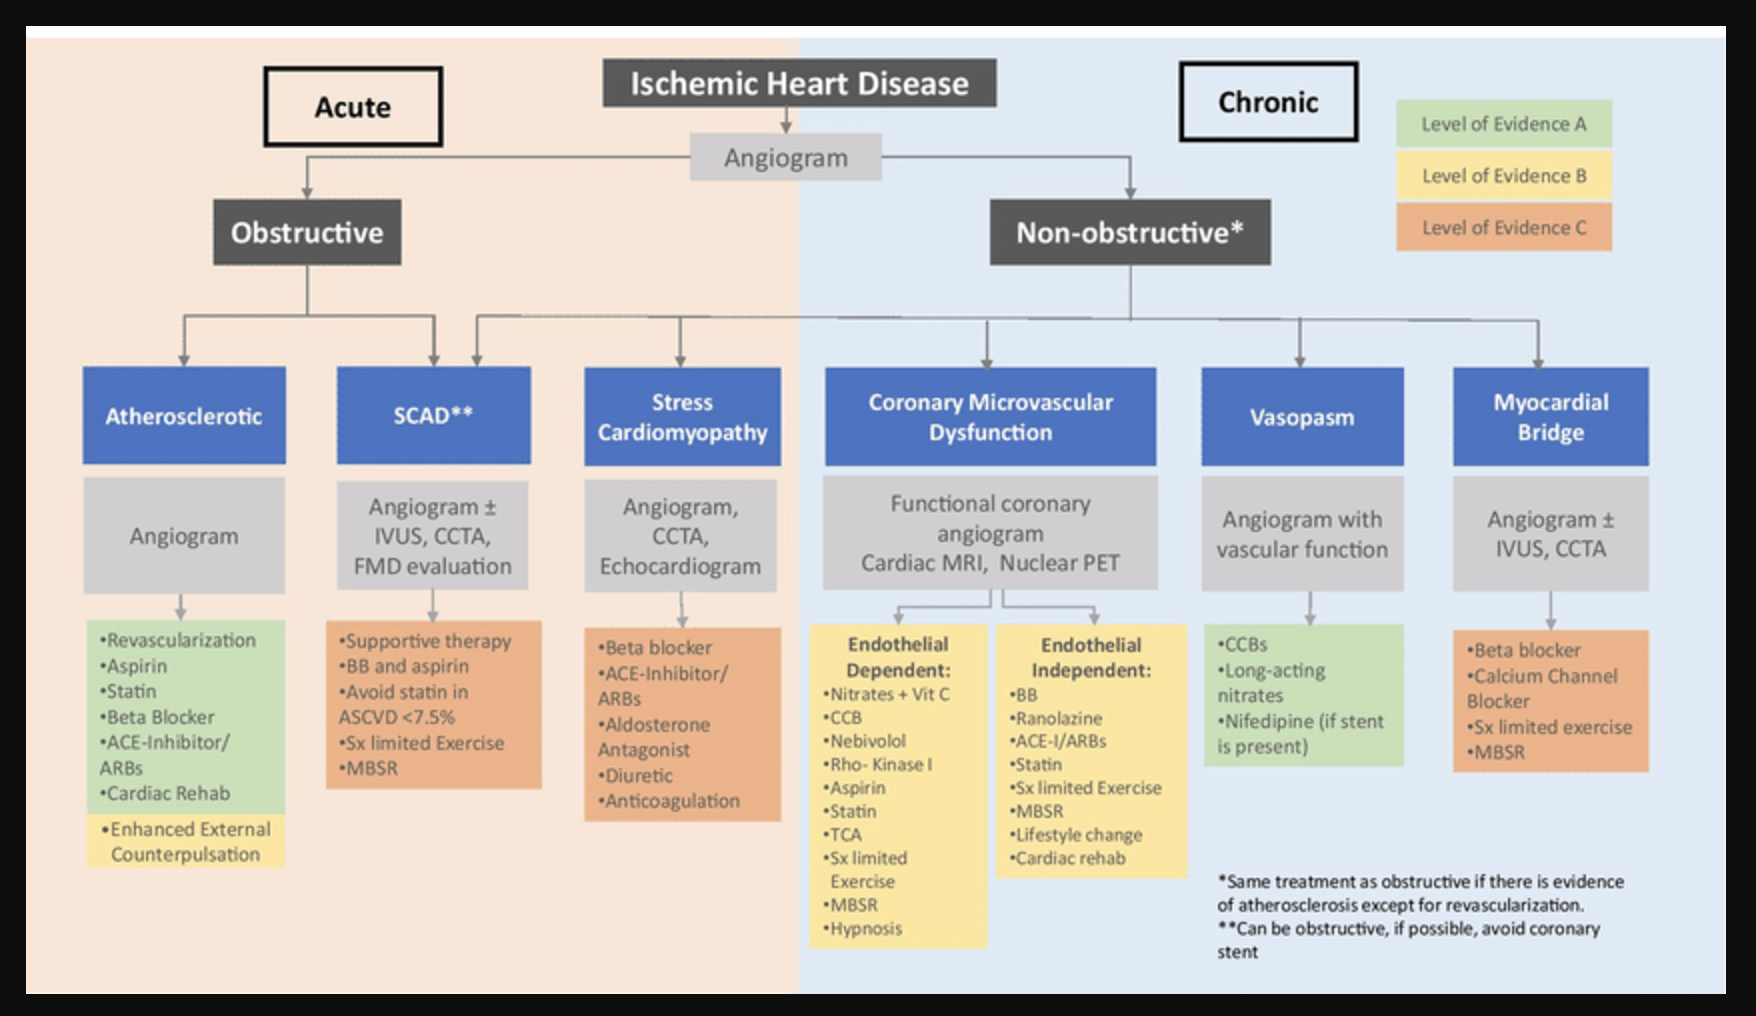 Ischemic Heart Disease
Acute
Chronic
Angiogram
Level of Evidence A
Level of Evidence B
Level of Evidence C
Obstructive
Non-obstructive*
Atherosclerotic
SCAD**
Stress
Cardiomyopathy
Coronary Microvascular
Dysfunction
Vasopasm
Myocardial
Bridge
Angiogram
Angiogram ±
IVUS, CCTA,
FMD evaluation
Angiogram,
CCTA,
Echocardiogram
Functional coronary
angiogram
Cardiac MRI, Nuclear PET
Angiogram with
vascular function
Angiogram ±
IVUS, CCTA
•Revascularization
•Aspirin
•Statin
•Beta Blocker
•ACE-Inhibitor/
ARBs
•Cardiac Rehab
•Enhanced External
Counterpulsation
•Supportive therapy
•BB and aspirin
•Avoid statin in
ASCVD <7.5%
•Sx limited Exercise
•MBSR
•Beta blocker
•ACE-Inhibitor/
ARBs
•Aldosterone
Antagonist
•Diuretic
•Anticoagulation
Endothelial
Dependent:
•Nitrates + Vit C
•CCB
•Nebivolol
•Rho- Kinase I
•Aspirin
•Statin
•TCA
•Sx limited
Exercise
•MBSR
•Hypnosis
Endothelial
Independent:
•BB
•Ranolazine
•ACE-I/ARBs
•Statin
•Sx limited Exercise
•MBSR
•Lifestyle change
•Cardiac rehab
•CCBs
•Long-acting
nitrates
•Nifedipine (if stent
is present)
•Beta blocker
•Calcium Channel
Blocker
•Sx limited exercise
•MBSR
*Same treatment as obstructive if there is evidence
of atherosclerosis except for revascularization.
**Can be obstructive, if possible, avoid coronary
stent